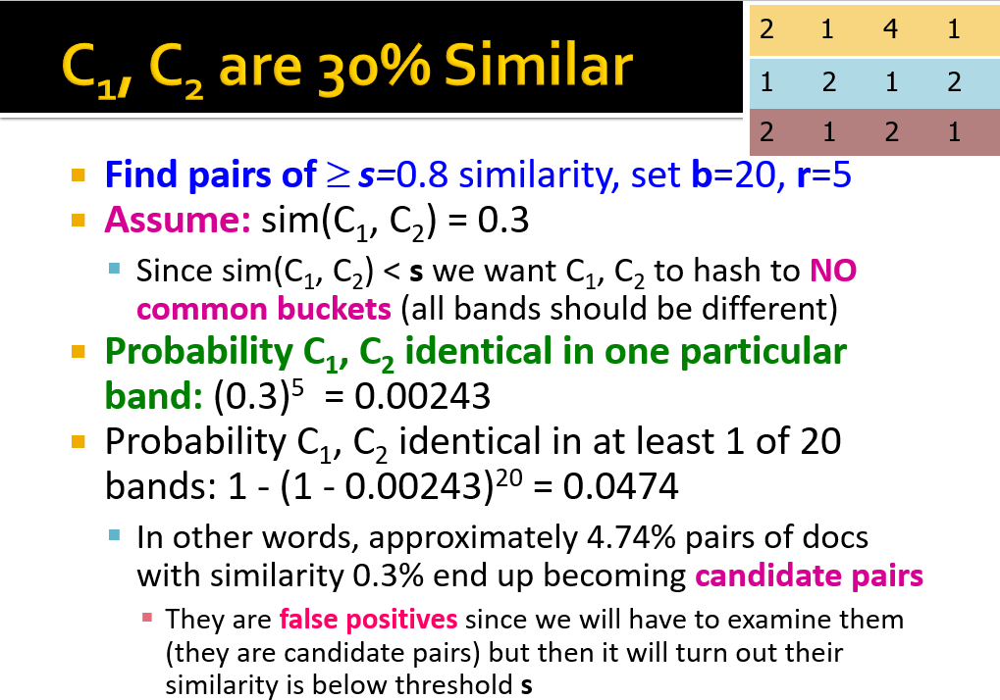 C₁, C₂ are 30% Similar
2 1 4 1
1 2 1 2
2 1 2 1
Find pairs of ≥ s=0.8 similarity, set b=20, r=5
Assume: sim(C₁, C₂) = 0.3
Since sim(C₁, C₂) < s we want C₁, C₂ to hash to NO
common buckets (all bands should be different)
Probability C₁, C₂ identical in one particular
band: (0.3)⁵ = 0.00243
Probability C₁, C₂ identical in at least 1 of 20
bands: 1 - (1 - 0.00243)²⁰ = 0.0474
In other words, approximately 4.74% pairs of docs
with similarity 0.3% end up becoming candidate pairs
They are false positives since we will have to examine them
(they are candidate pairs) but then it will turn out their
similarity is below threshold s